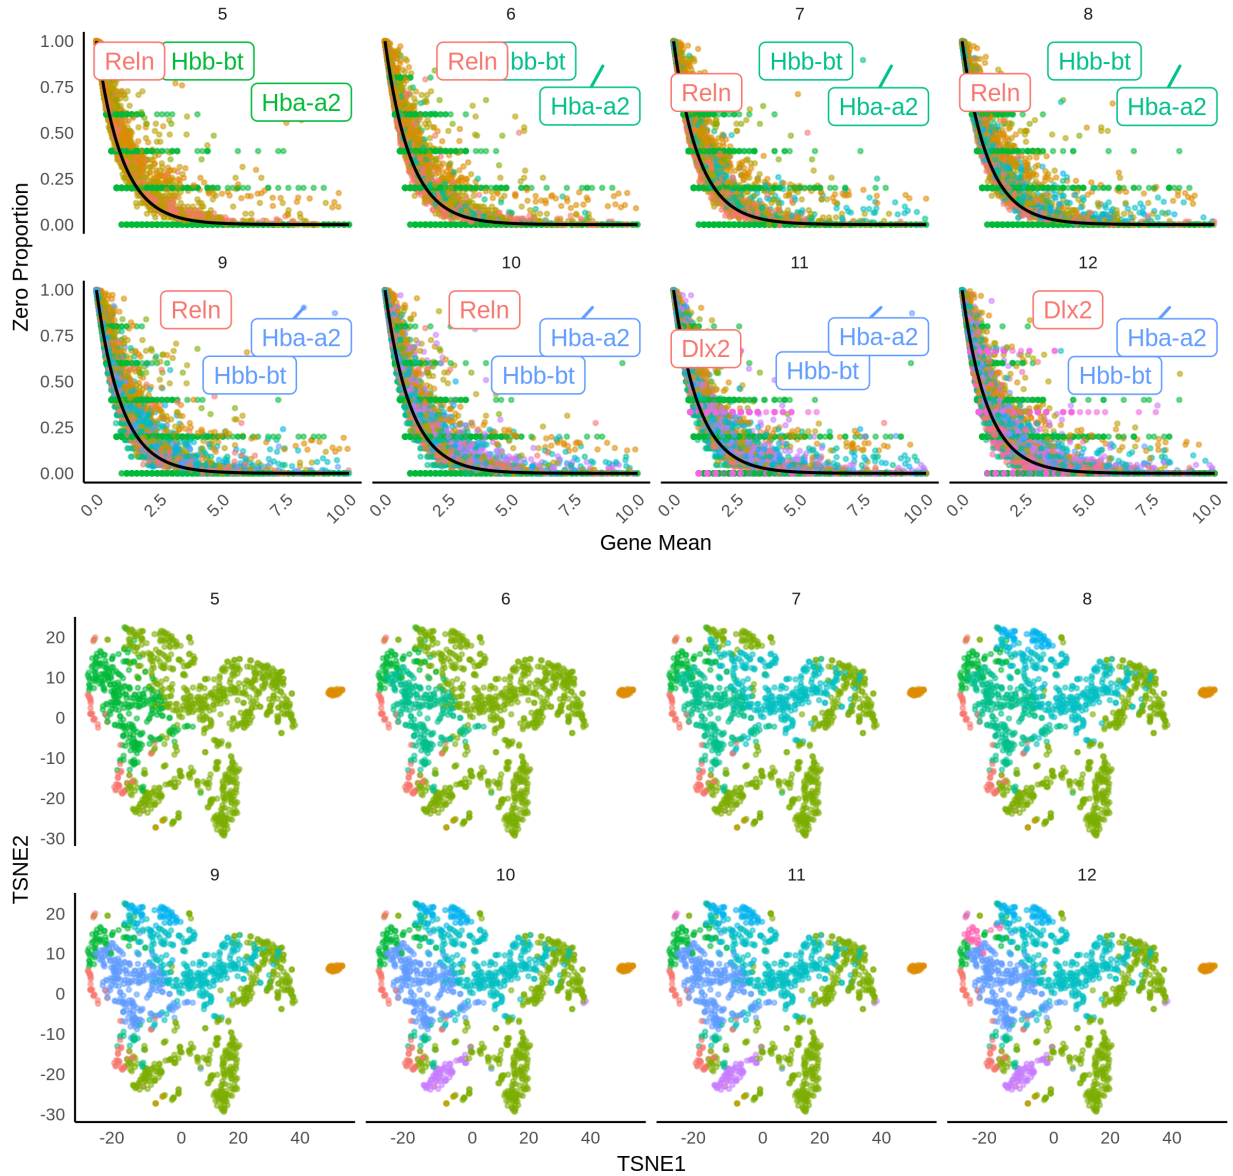 5 6 7 8
1.00
0.75
0.50
0.25
0.00
Reln Hbb-bt Hba-a2
Reln bb-bt Hba-a2
Hbb-bt Reln Hba-a2
Hbb-bt Reln Hba-a2
Zero Proportion
9 10 11 12
1.00
0.75
0.50
0.25
0.00
Reln Hba-a2 Hbb-bt
Reln Hba-a2 Hbb-bt
Dlx2 Hba-a2 Hbb-bt
Dlx2 Hba-a2 Hbb-bt
0.0 2.5 5.0 7.5 10.0 0.0 2.5 5.0 7.5 10.0 0.0 2.5 5.0 7.5 10.0 0.0 2.5 5.0 7.5 10.0
Gene Mean
5 6 7 8
20
10
0
-10
-20
-30
TSNE2
9 10 11 12
20
10
0
-10
-20
-30
-20 0 20 40 -20 0 20 40 -20 0 20 40 -20 0 20 40
TSNE1